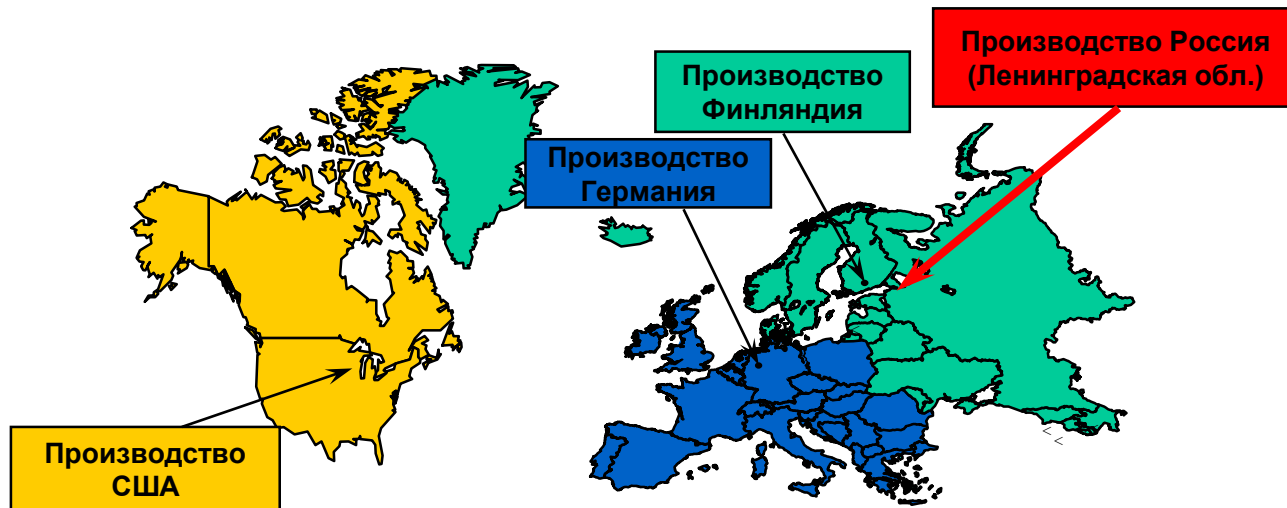 Производство Россия
(Ленинградская обл.)
Производство
Финляндия
Производство
Германия
Производство
США
<
<